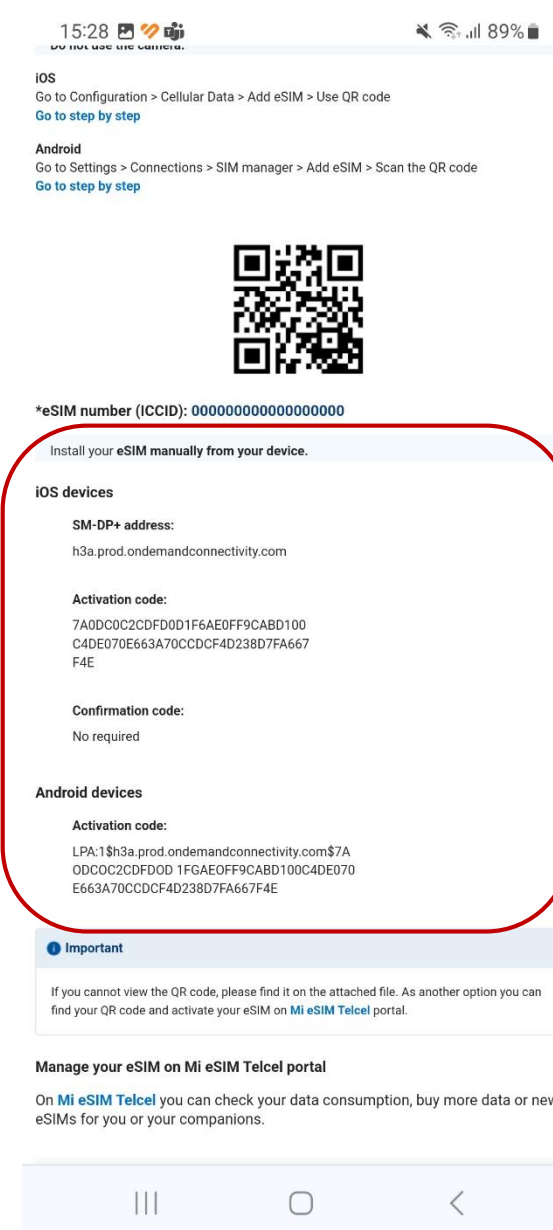 15:28 89%
Do not use the camera.
iOS
Go to Configuration > Cellular Data > Add eSIM > Use QR code
Go to step by step
Android
Go to Settings > Connections > SIM manager > Add eSIM > Scan the QR code
Go to step by step
*eSIM number (ICCID): 000000000000000000
Install your eSIM manually from your device.
iOS devices
SM-DP+ address:
h3a.prod.ondemandconnectivity.com
Activation code:
7A0DC0C2CDFD0D1F6AE0FF9CABD100
C4DE070E663A70CCDCF4D238D7FA667
F4E
Confirmation code:
No required
Android devices
Activation code:
LPA:1$h3a.prod.ondemandconnectivity.com$7A
ODCOC2CDFDOD 1FGAEOFF9CABD100C4DE070
E663A70CCDCF4D238D7FA667F4E
Important
If you cannot view the QR code, please find it on the attached file. As another option you can
find your QR code and activate your eSIM on Mi eSIM Telcel portal.
Manage your eSIM on Mi eSIM Telcel portal
On Mi eSIM Telcel you can check your data consumption, buy more data or new
eSIMs for you or your companions.